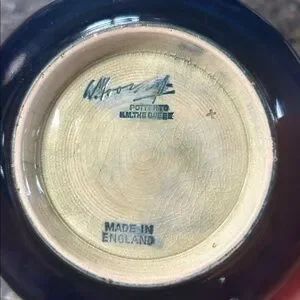 W Moorcroft
POTTER TO
H.M. THE QUEEN
MADE IN
ENGLAND